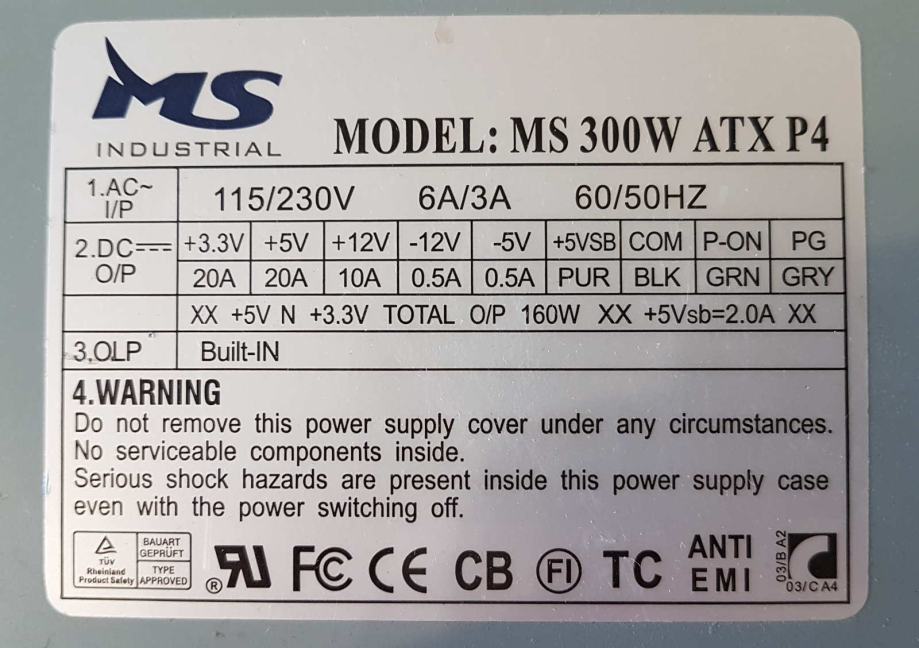 MS
INDUSTRIAL
MODEL: MS 300W ATX P4
1.AC~ I/P 115/230V 6A/3A 60/50HZ
2.DC O/P +3.3V +5V +12V -12V -5V +5VSB COM P-ON PG
20A 20A 10A 0.5A 0.5A PUR BLK GRN GRY
XX +5V N +3.3V TOTAL O/P 160W XX +5Vsb=2.0A XX
3.OLP Built-IN
4.WARNING
Do not remove this power supply cover under any circumstances.
No serviceable components inside.
Serious shock hazards are present inside this power supply case
even with the power switching off.
TÜV
Rheinland
Product Safety
BAUART
GEPRÜFT
TYPE
APPROVED
® RU FC CE CB FI TC
ANTI
EMI
03/B A2
03/C A4